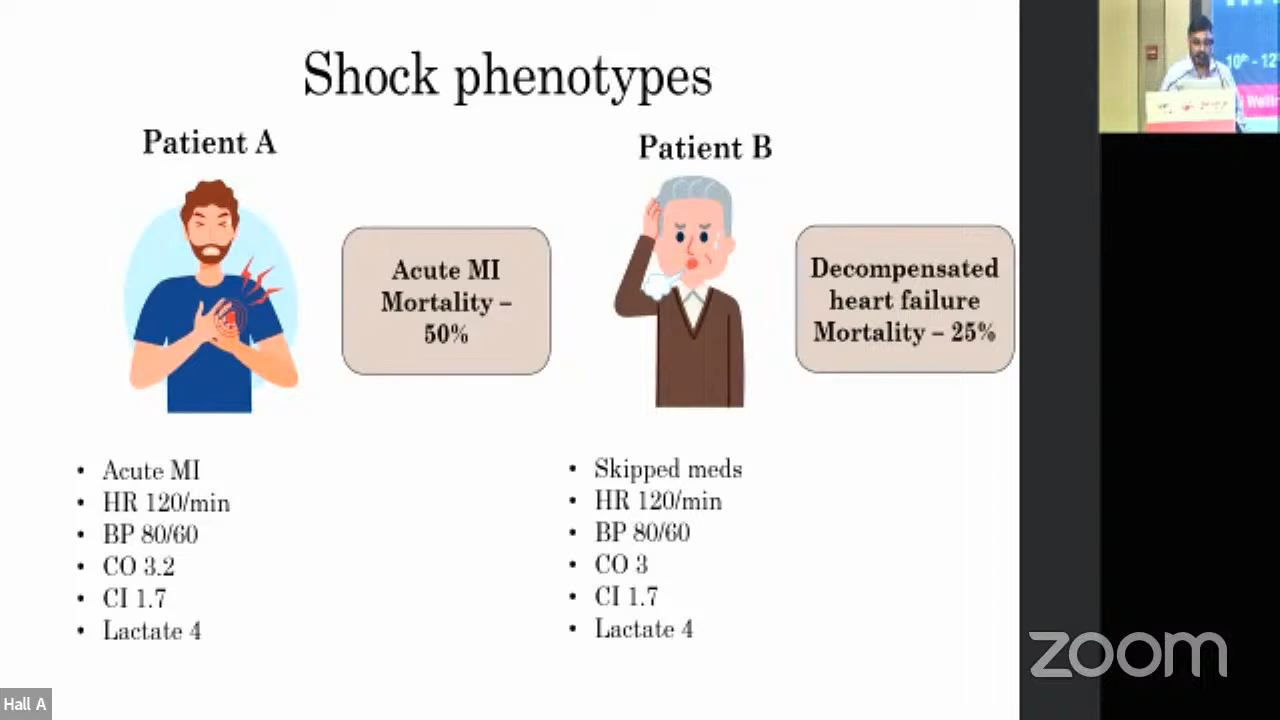 Shock phenotypes
Patient A
Acute MI
Mortality –
50%
• Acute MI
• HR 120/min
• BP 80/60
• CO 3.2
• CI 1.7
• Lactate 4
Patient B
Decompensated
heart failure
Mortality – 25%
• Skipped meds
• HR 120/min
• BP 80/60
• CO 3
• CI 1.7
• Lactate 4
10th - 12
zoom
Hall A